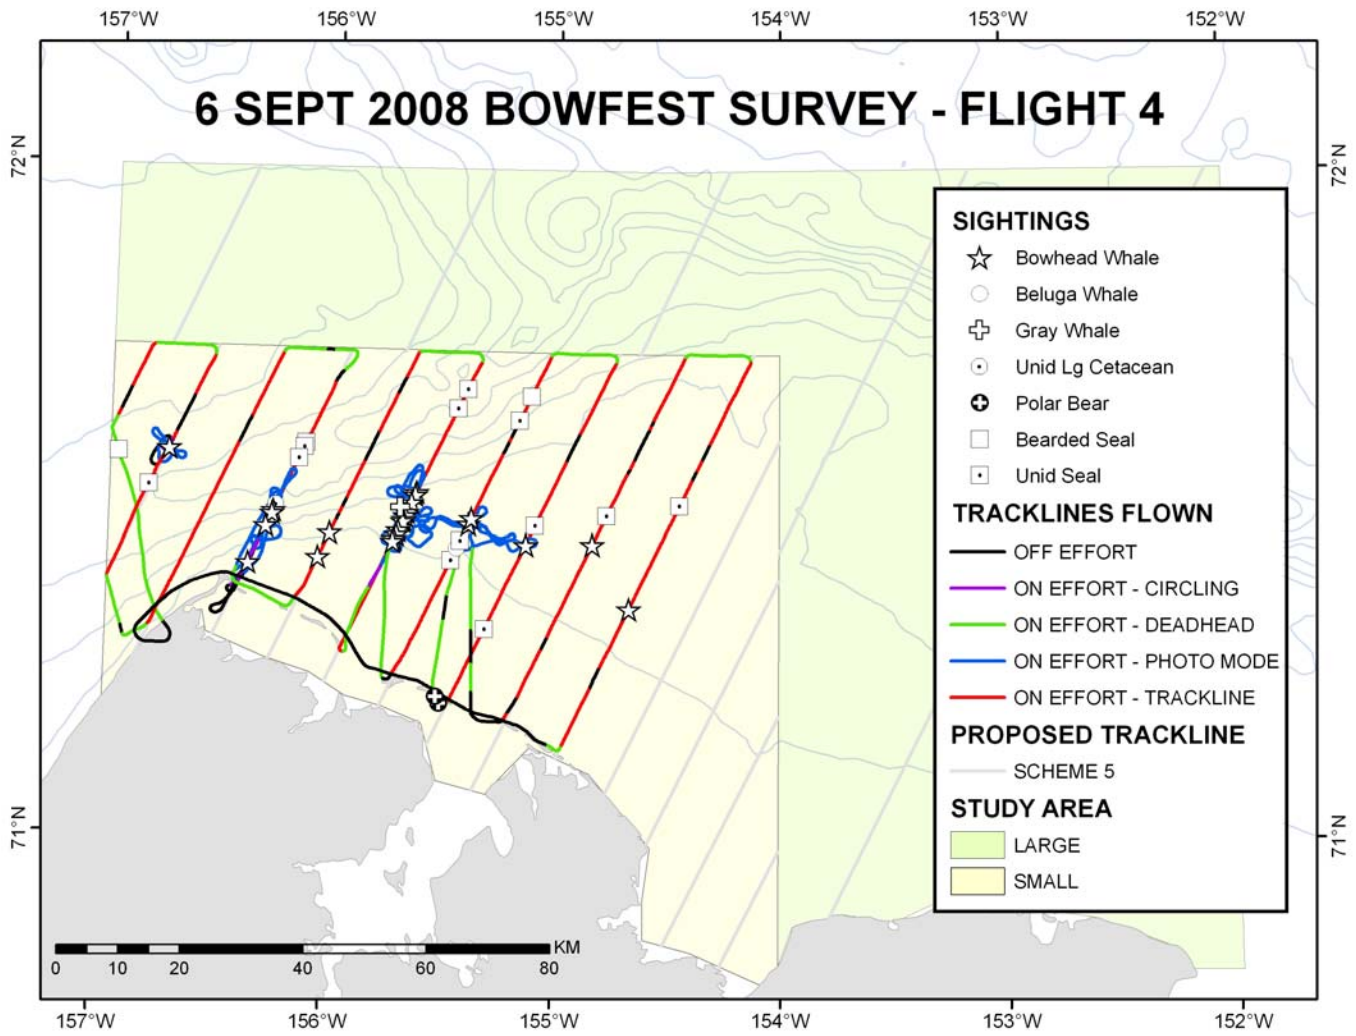 157°W 156°W 155°W 154°W 153°W 152°W
6 SEPT 2008 BOWFEST SURVEY - FLIGHT 4
72°N 72°N
SIGHTINGS
Bowhead Whale
Beluga Whale
Gray Whale
Unid Lg Cetacean
Polar Bear
Bearded Seal
Unid Seal
TRACKLINES FLOWN
OFF EFFORT
ON EFFORT - CIRCLING
ON EFFORT - DEADHEAD
ON EFFORT - PHOTO MODE
ON EFFORT - TRACKLINE
PROPOSED TRACKLINE
SCHEME 5
STUDY AREA
LARGE
SMALL
71°N 71°N
KM
0 10 20 40 60 80
157°W 156°W 155°W 154°W 153°W 152°W